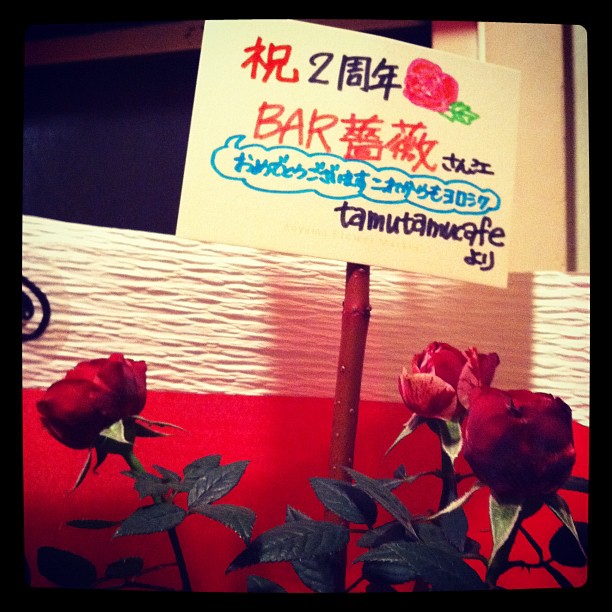 祝2周年
BAR薔薇さん江
おめでとうございますこれからもヨロシク
tamutamucafe
より